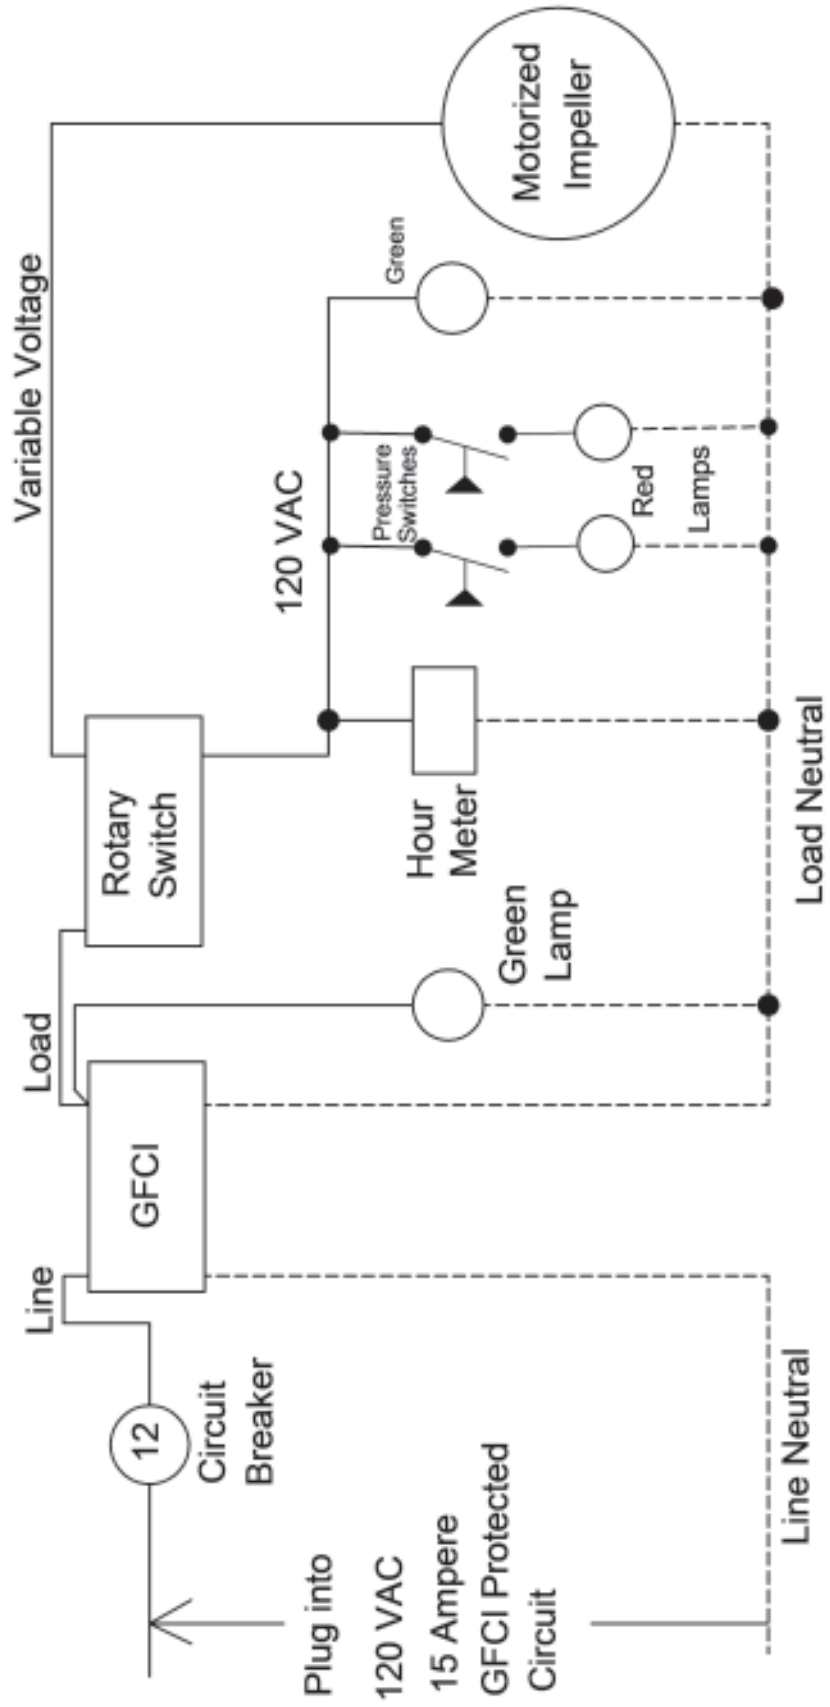 Plug into
120 VAC
15 Ampere
GFCI Protected
Circuit
Line Neutral
12
Circuit
Breaker
Line
GFCI
Load
Green
Lamp
Rotary
Switch
Hour
Meter
Load Neutral
120 VAC
Pressure
Switches
Red
Lamps
Green
Variable Voltage
Motorized
Impeller